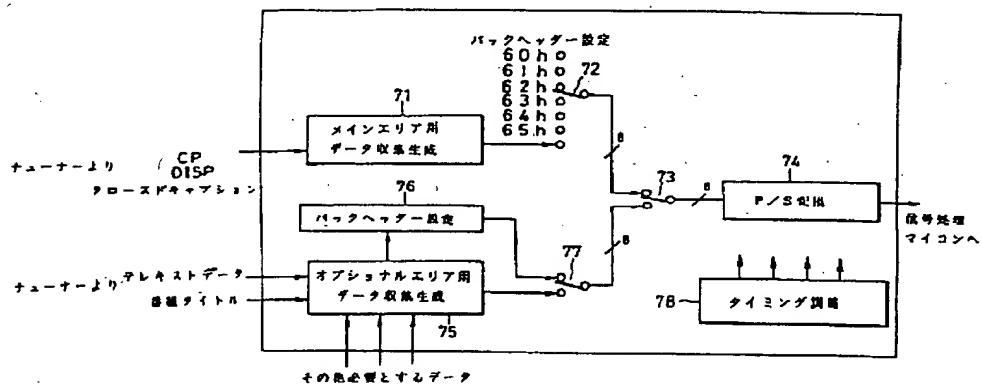 パックヘッダー設定
60h
61h
62h
63h
64h
65h
72
71
メインエリア用
データ収集生成
チューナーより
CP
DISP
クローズドキャプション
76
パックヘッダー設定
73
74
P/S変換
信号処理
マイコンへ
8
8
8
77
チューナーより
テレキストデータ
番組タイトル
オプショナルエリア用
データ収集生成
75
78
タイミング調整
その他必要とするデータ